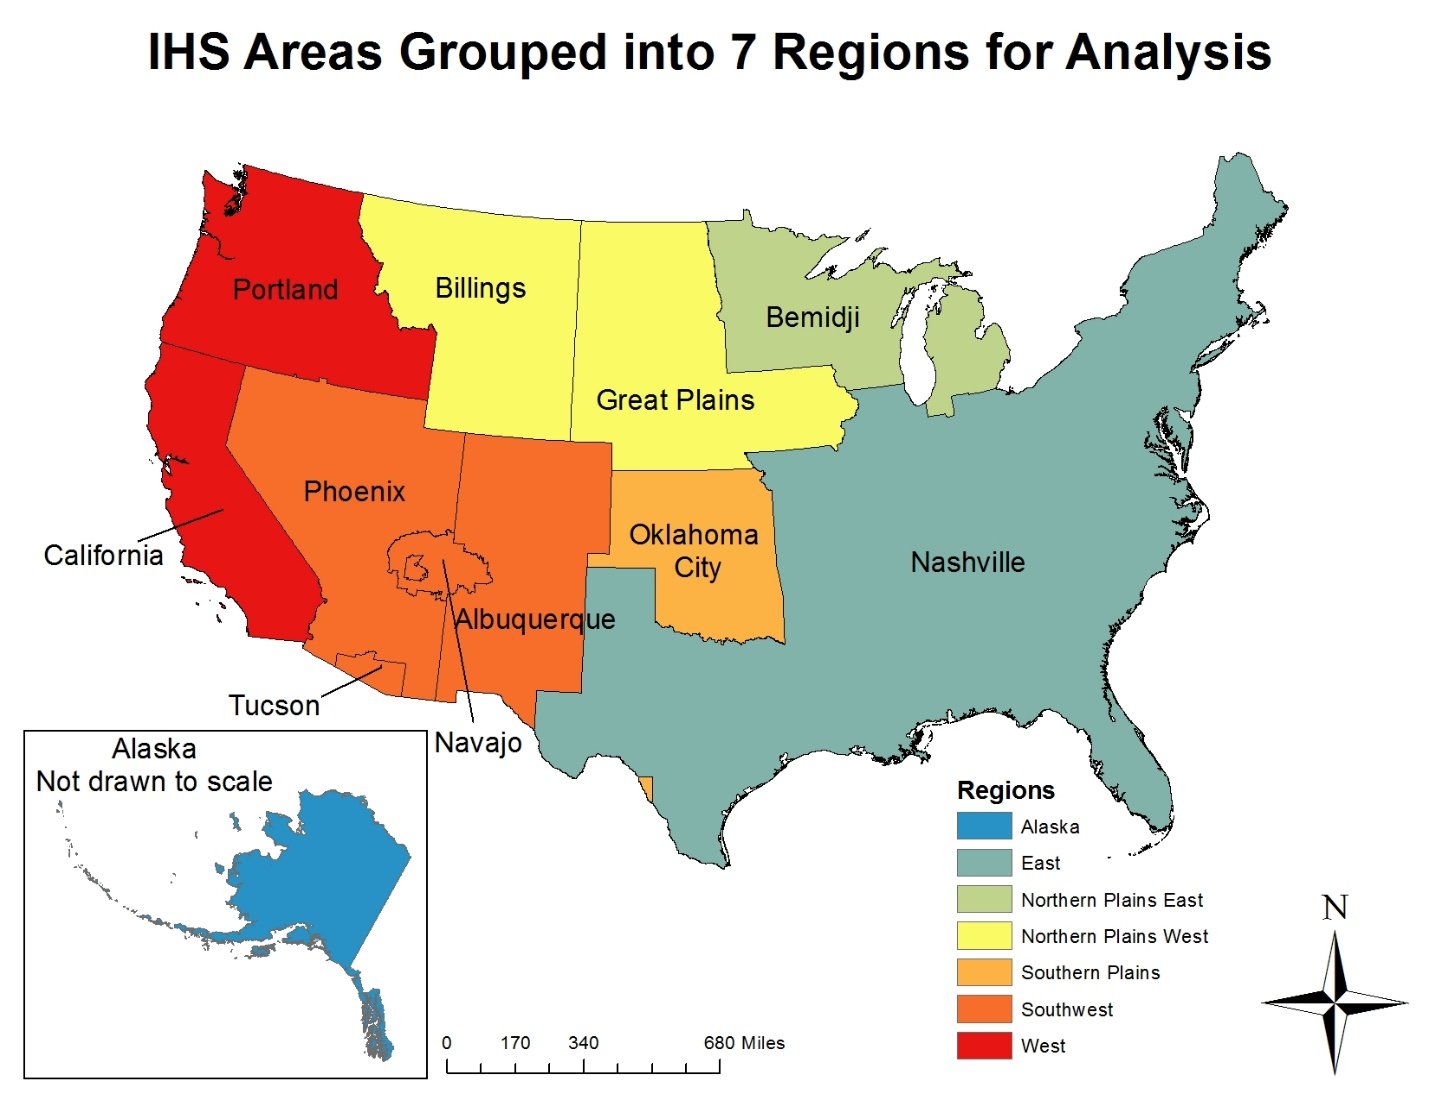 IHS Areas Grouped into 7 Regions for Analysis
Portland
Billings
Bemidji
Great Plains
Phoenix
Oklahoma
City
California
Nashville
Albuquerque
Tucson
Navajo
Alaska
Not drawn to scale
Regions
Alaska
East
Northern Plains East
Northern Plains West
Southern Plains
Southwest
West
N
0 170 340 680 Miles